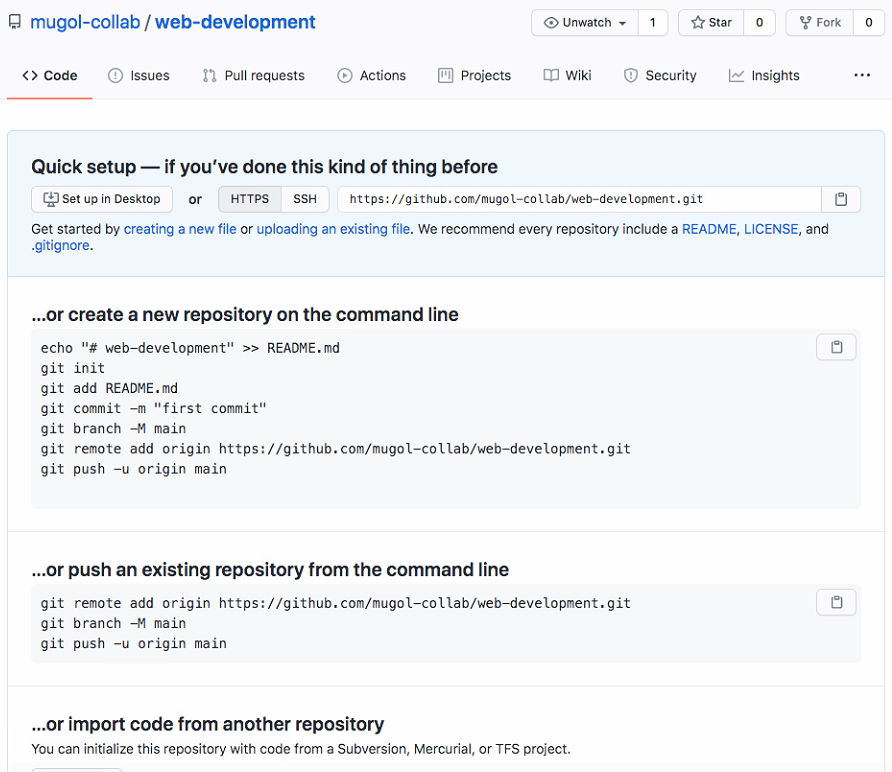 mugol-collab / web-development
Unwatch 1 Star 0 Fork 0
<> Code Issues Pull requests Actions Projects Wiki Security Insights ...
Quick setup — if you've done this kind of thing before
Set up in Desktop or HTTPS SSH https://github.com/mugol-collab/web-development.git
Get started by creating a new file or uploading an existing file. We recommend every repository include a README, LICENSE, and
.gitignore.
...or create a new repository on the command line
echo "# web-development" >> README.md
git init
git add README.md
git commit -m "first commit"
git branch -M main
git remote add origin https://github.com/mugol-collab/web-development.git
git push -u origin main
...or push an existing repository from the command line
git remote add origin https://github.com/mugol-collab/web-development.git
git branch -M main
git push -u origin main
...or import code from another repository
You can initialize this repository with code from a Subversion, Mercurial, or TFS project.